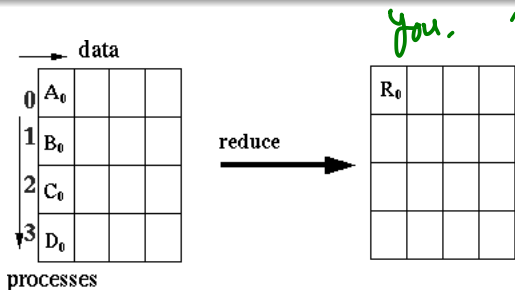 you.
data
0 A₀
R₀
1 B₀
reduce
2 C₀
3 D₀
processes